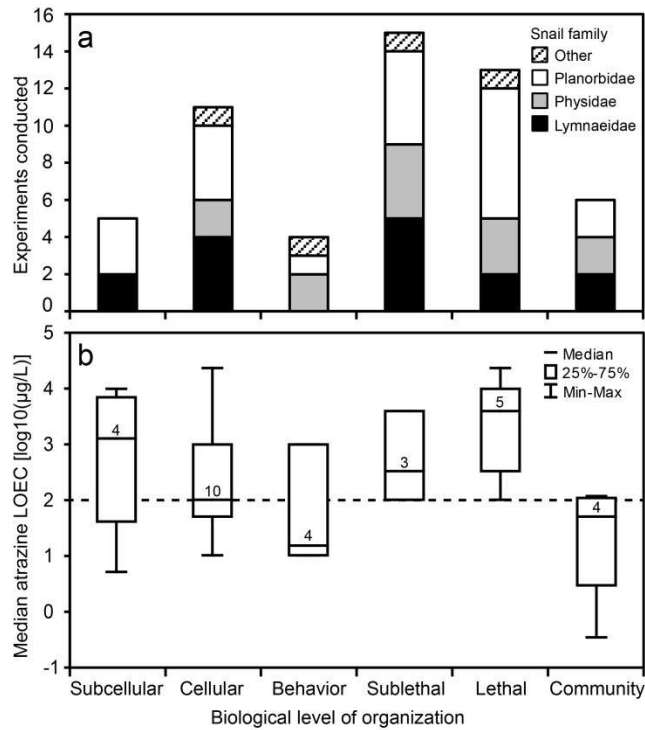 a
Snail family
Other
Planorbidae
Physidae
Lymnaeidae
Experiments conducted
16
14
12
10
8
6
4
2
0
b
Median
25%-75%
Min-Max
Median atrazine LOEC [log10(µg/L)]
5
4
3
2
1
0
-1
4
10
4
3
5
4
Subcellular Cellular Behavior Sublethal Lethal Community
Biological level of organization